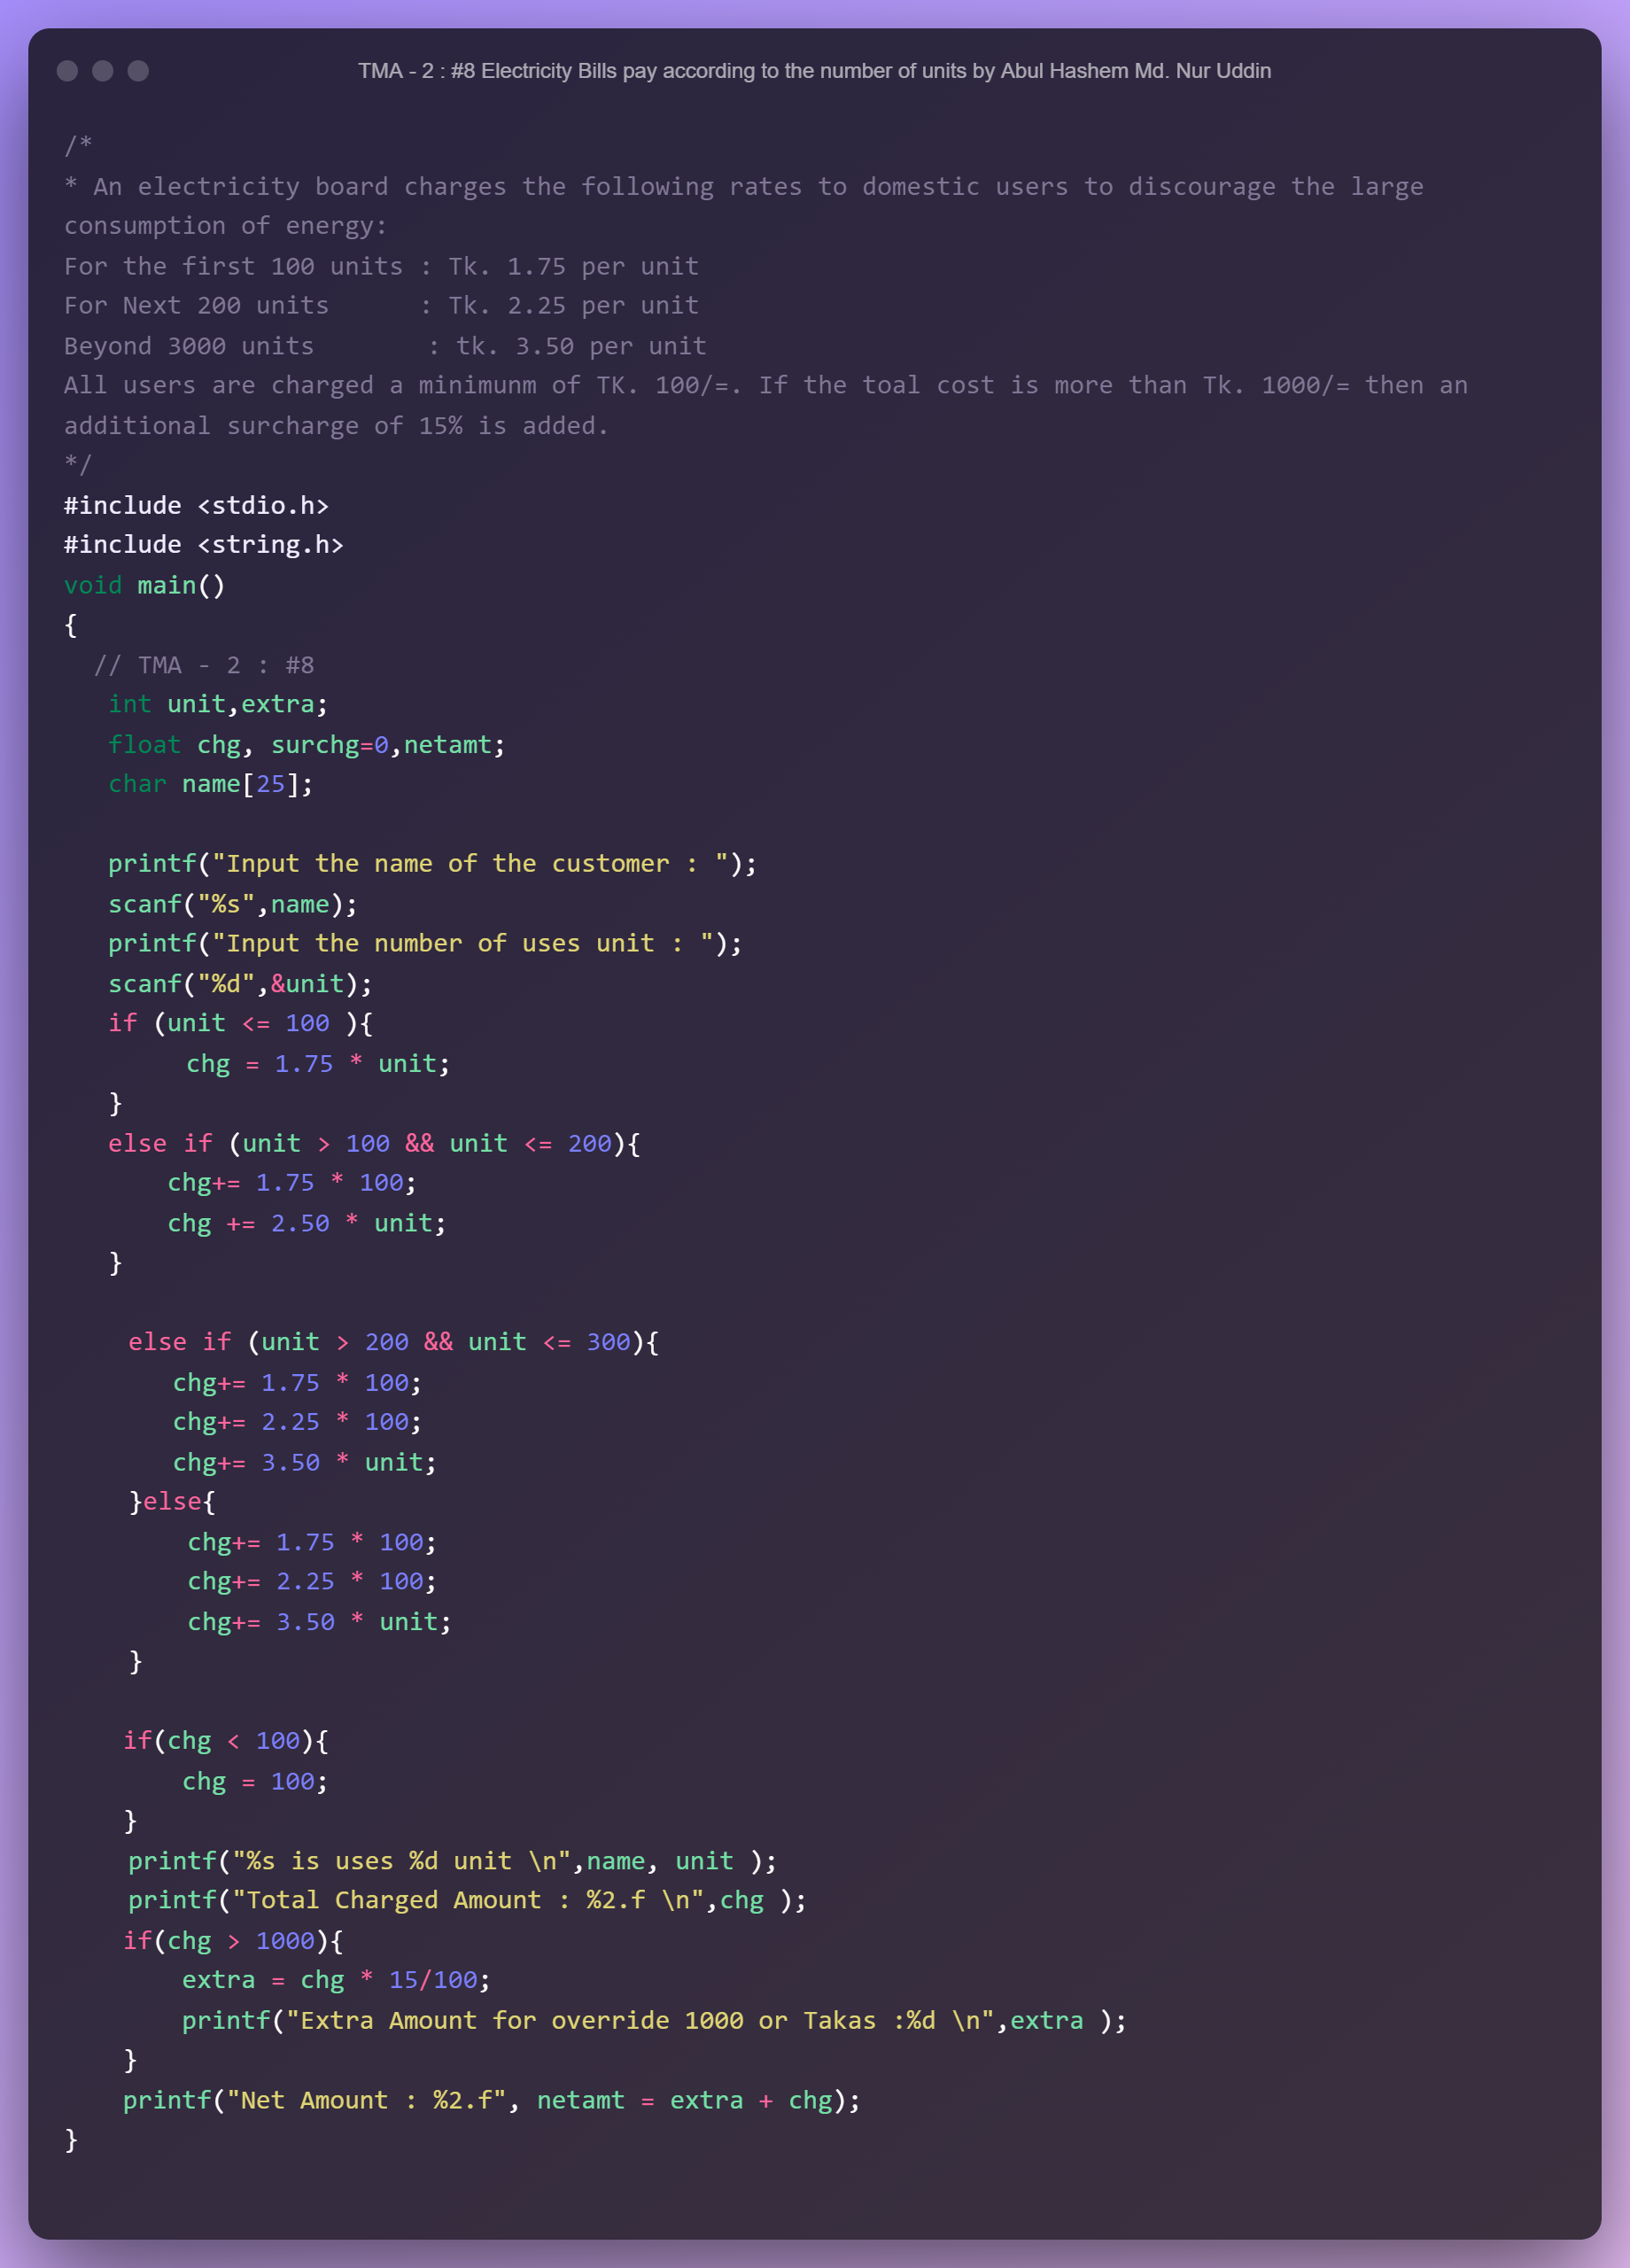 TMA - 2 : #8 Electricity Bills pay according to the number of units by Abul Hashem Md. Nur Uddin
/*
* An electricity board charges the following rates to domestic users to discourage the large
consumption of energy:
For the first 100 units : Tk. 1.75 per unit
For Next 200 units      : Tk. 2.25 per unit
Beyond 3000 units        : tk. 3.50 per unit
All users are charged a minimunm of TK. 100/=. If the toal cost is more than Tk. 1000/= then an
additional surcharge of 15% is added.
*/
#include <stdio.h>
#include <string.h>
void main()
{
  // TMA - 2 : #8
   int unit,extra;
   float chg, surchg=0,netamt;
   char name[25];

   printf("Input the name of the customer : ");
   scanf("%s",name);
   printf("Input the number of uses unit : ");
   scanf("%d",&unit);
   if (unit <= 100 ){
        chg = 1.75 * unit;
   }
   else if (unit > 100 && unit <= 200){
       chg+= 1.75 * 100;
       chg += 2.50 * unit;
   }

    else if (unit > 200 && unit <= 300){
       chg+= 1.75 * 100;
       chg+= 2.25 * 100;
       chg+= 3.50 * unit;
    }else{
        chg+= 1.75 * 100;
        chg+= 2.25 * 100;
        chg+= 3.50 * unit;
    }

    if(chg < 100){
        chg = 100;
    }
    printf("%s is uses %d unit \n",name, unit );
    printf("Total Charged Amount : %2.f \n",chg );
    if(chg > 1000){
        extra = chg * 15/100;
        printf("Extra Amount for override 1000 or Takas :%d \n",extra );
    }
    printf("Net Amount : %2.f", netamt = extra + chg);
}